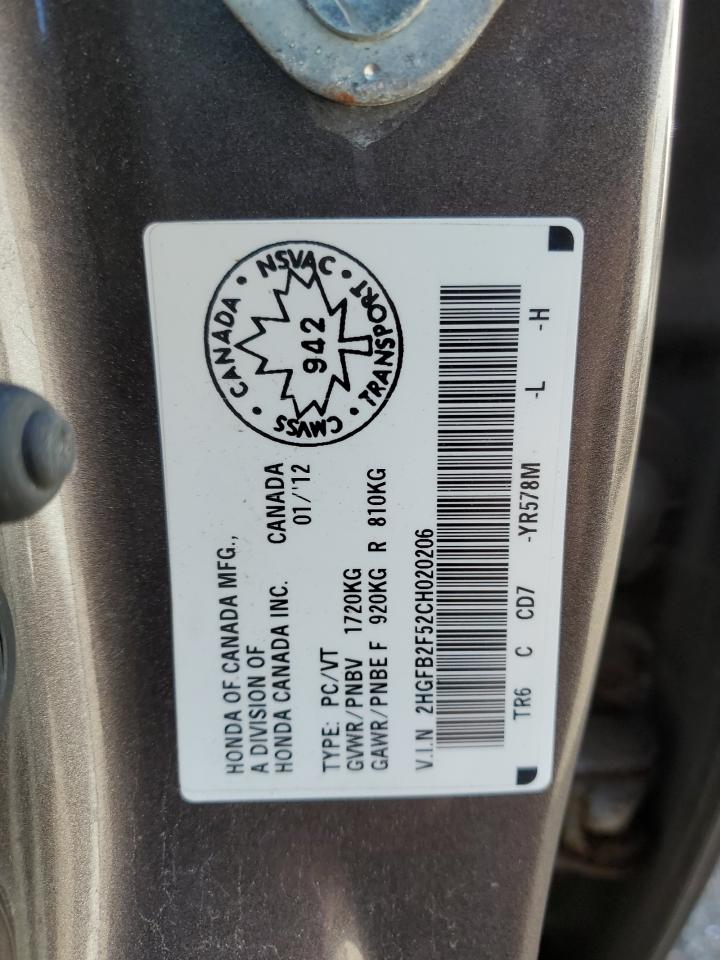 HONDA OF CANADA MFG.,
A DIVISION OF
HONDA CANADA INC. CANADA
01/'12
TYPE: PC/VT
GVWR/PNBV 1720KG
GAWR/PNBE F 920KG R 810KG
V.I.N 2HGFB2F52CH020206
TR6 C CD7 -YR578M -L -H
CANADA · NSVAC · TRANSPORT · CMVSS ·
942